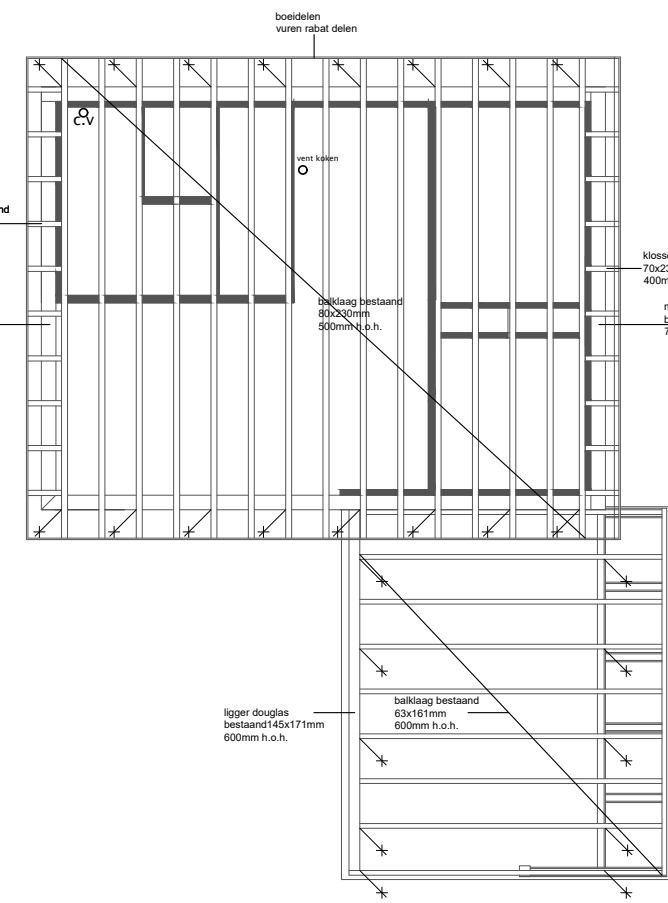 boeidelen
vuren rabat delen
C.V
vent koken
nd
klosse
70x23
400m
balklaag bestaand
80x230mm
500mm h.o.h.
ligger douglas
bestaand145x171mm
600mm h.o.h.
balklaag bestaand
63x161mm
600mm h.o.h.